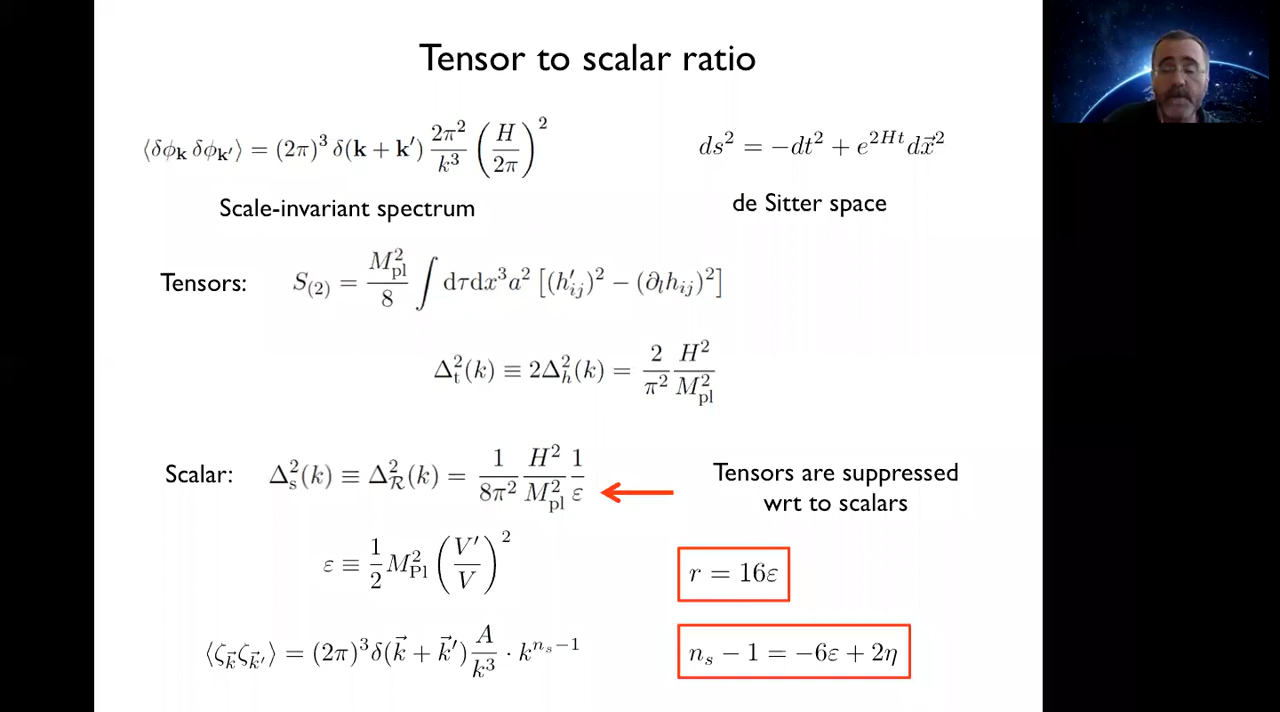 Tensor to scalar ratio
⟨δϕ_𝐤 δϕ_𝐤′⟩ = (2π)³ δ(𝐤 + 𝐤′) 2π²/k³ (H/2π)²
ds² = −dt² + e^{2Ht} dx⃗²
Scale-invariant spectrum
de Sitter space
Tensors: S_(2) = M²_pl/8 ∫ dτdx³a² [(h′_ij)² − (∂_l h_ij)²]
Δ²_t(k) ≡ 2Δ²_h(k) = 2/π² H²/M²_pl
Scalar: Δ²_s(k) ≡ Δ²_ℛ(k) = 1/8π² H²/M²_pl 1/ε
Tensors are suppressed
wrt to scalars
ε ≡ 1/2 M²_Pl (V′/V)²
r = 16ε
⟨ζ_k⃗ ζ_k⃗′⟩ = (2π)³δ(k⃗ + k⃗′) A/k³ · k^{n_s−1}
n_s − 1 = −6ε + 2η